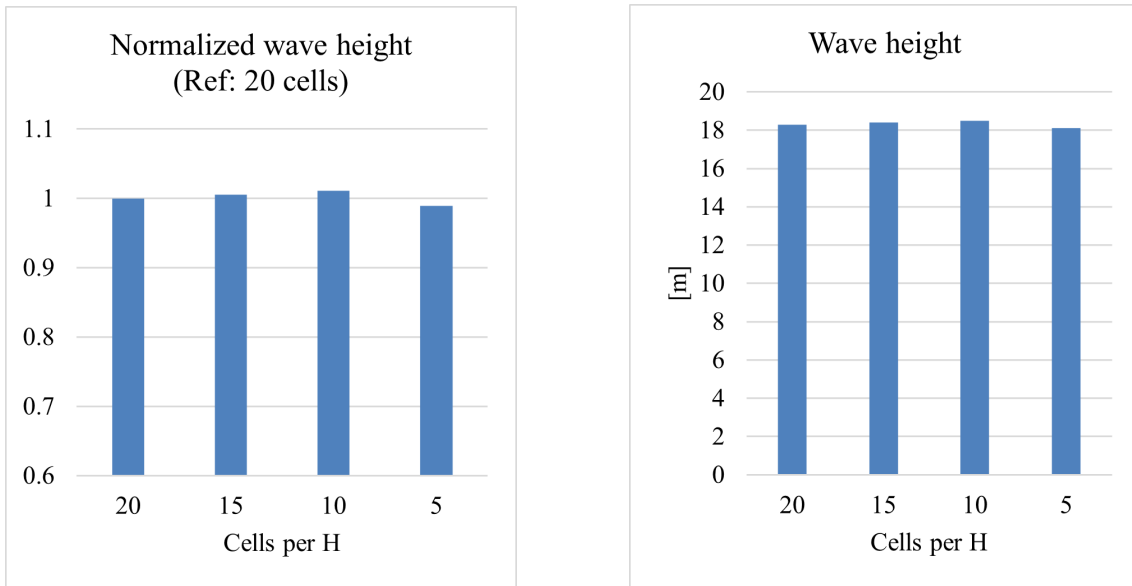 Normalized wave height
(Ref: 20 cells)
1.1
1
0.9
0.8
0.7
0.6
20 15 10 5
Cells per H
Wave height
20
18
16
14
12
10
8
6
4
2
0
[m]
20 15 10 5
Cells per H